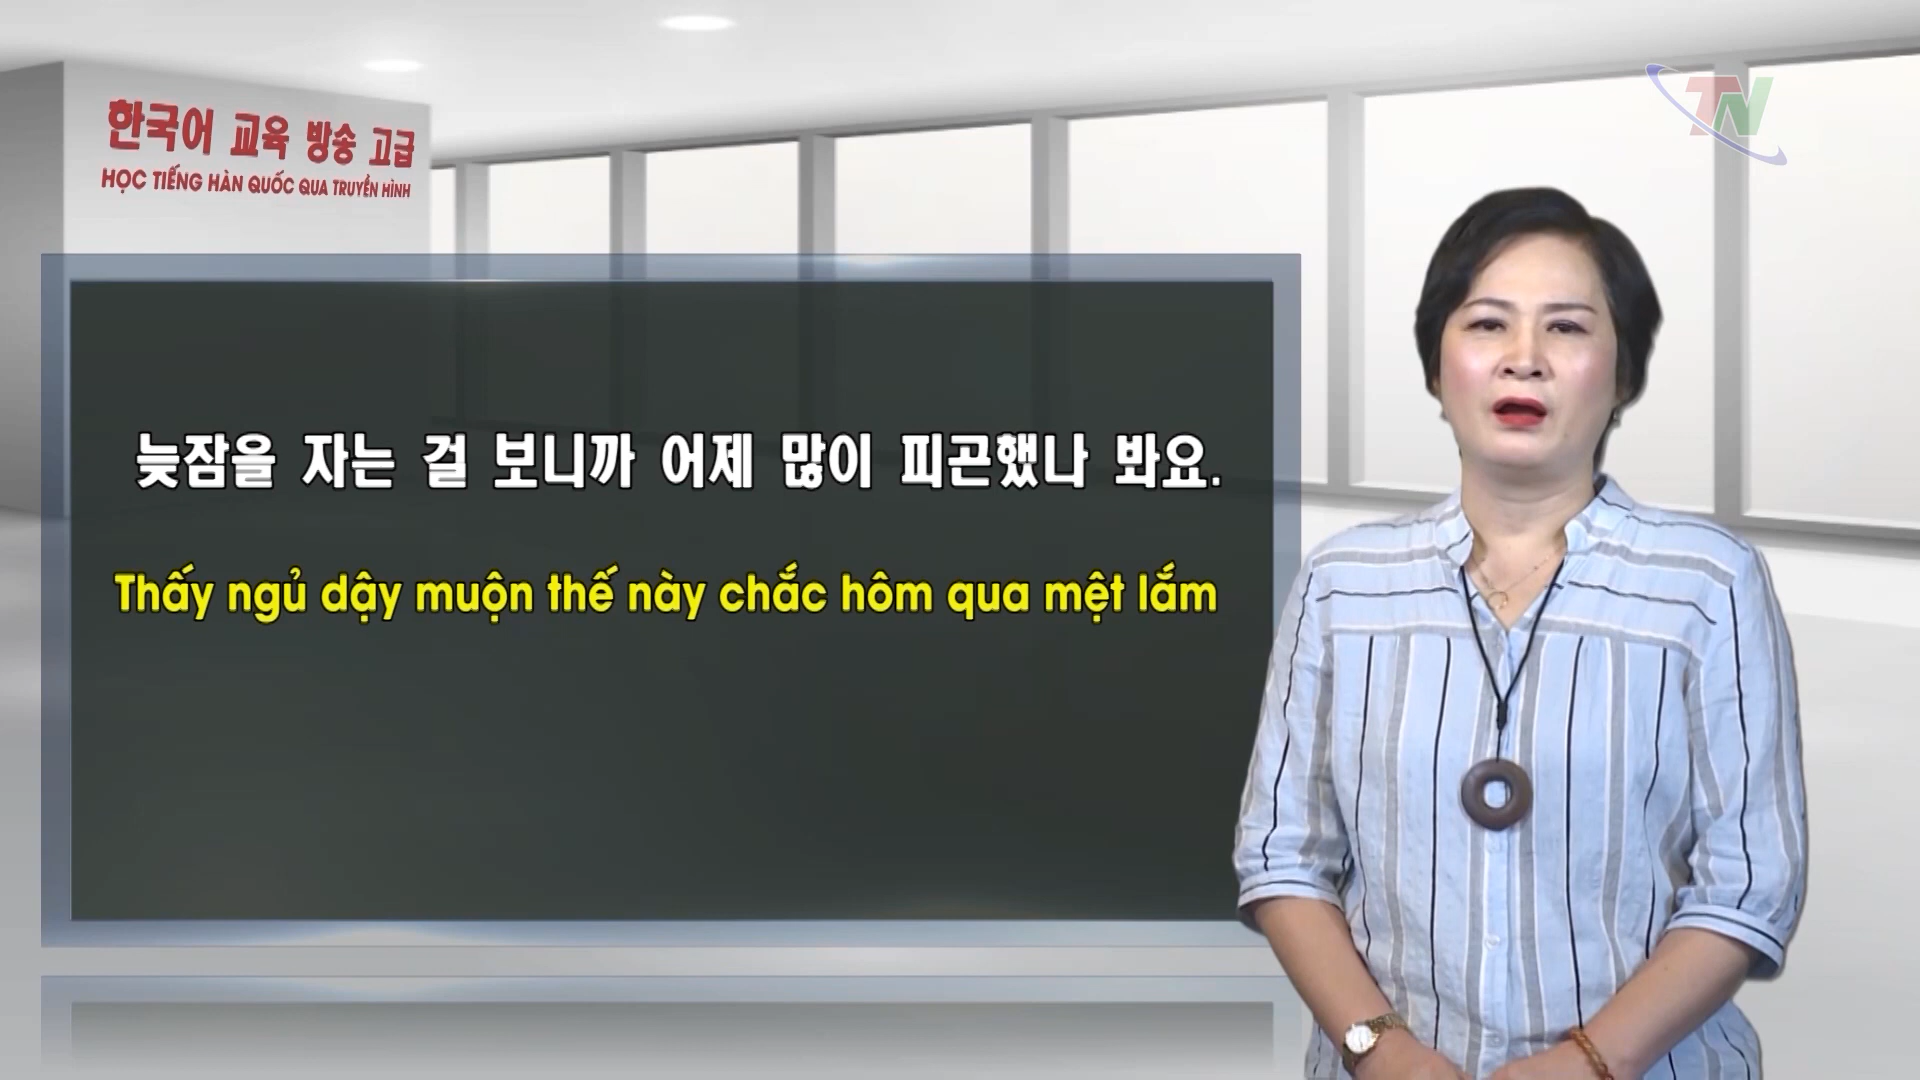 한국어 교육 방송 고급
HỌC TIẾNG HÀN QUỐC QUA TRUYỀN HÌNH
TN
늦잠을 자는 걸 보니까 어제 많이 피곤했나 봐요.
Thấy ngủ dậy muộn thế này chắc hôm qua mệt lắm